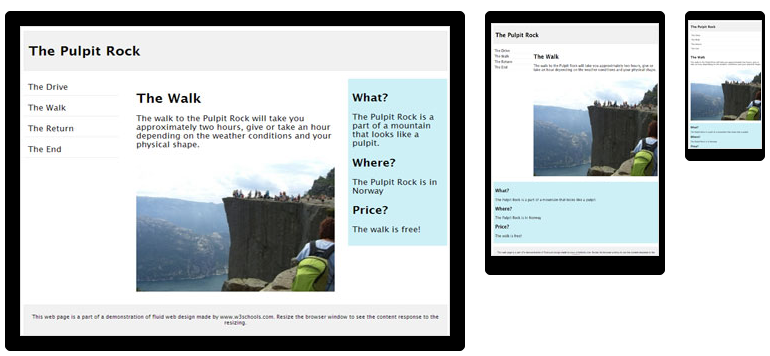 The Pulpit Rock
The Drive
The Walk
The Return
The End
The Walk
The walk to the Pulpit Rock will take you
approximately two hours, give or take an hour
depending on the weather conditions and your
physical shape.
What?
The Pulpit Rock is a
part of a mountain
that looks like a
pulpit.
Where?
The Pulpit Rock is in
Norway
Price?
The walk is free!
This web page is a part of a demonstration of fluid web design made by www.w3schools.com. Resize the browser window to see the content response to the
resizing.
The Pulpit Rock
The Drive
The Walk
The Return
The End
The Walk
The walk to the Pulpit Rock will take you approximately two hours, give or
take an hour depending on the weather conditions and your physical shape.
What?
The Pulpit Rock is a part of a mountain that looks like a pulpit.
Where?
The Pulpit Rock is in Norway
Price?
The walk is free!
The Pulpit Rock
The Drive
The Walk
The Return
The End
The Walk
What?
Where?